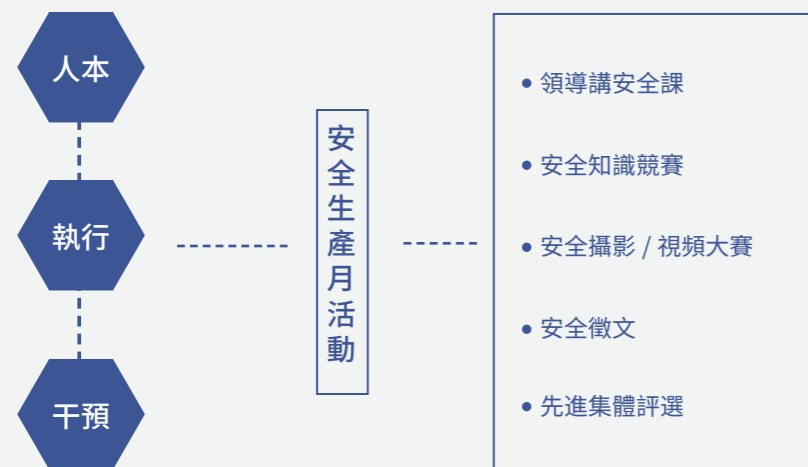 人本
執行
干預
安全生產月活動
• 領導講安全課
• 安全知識競賽
• 安全攝影 / 視頻大賽
• 安全徵文
• 先進集體評選